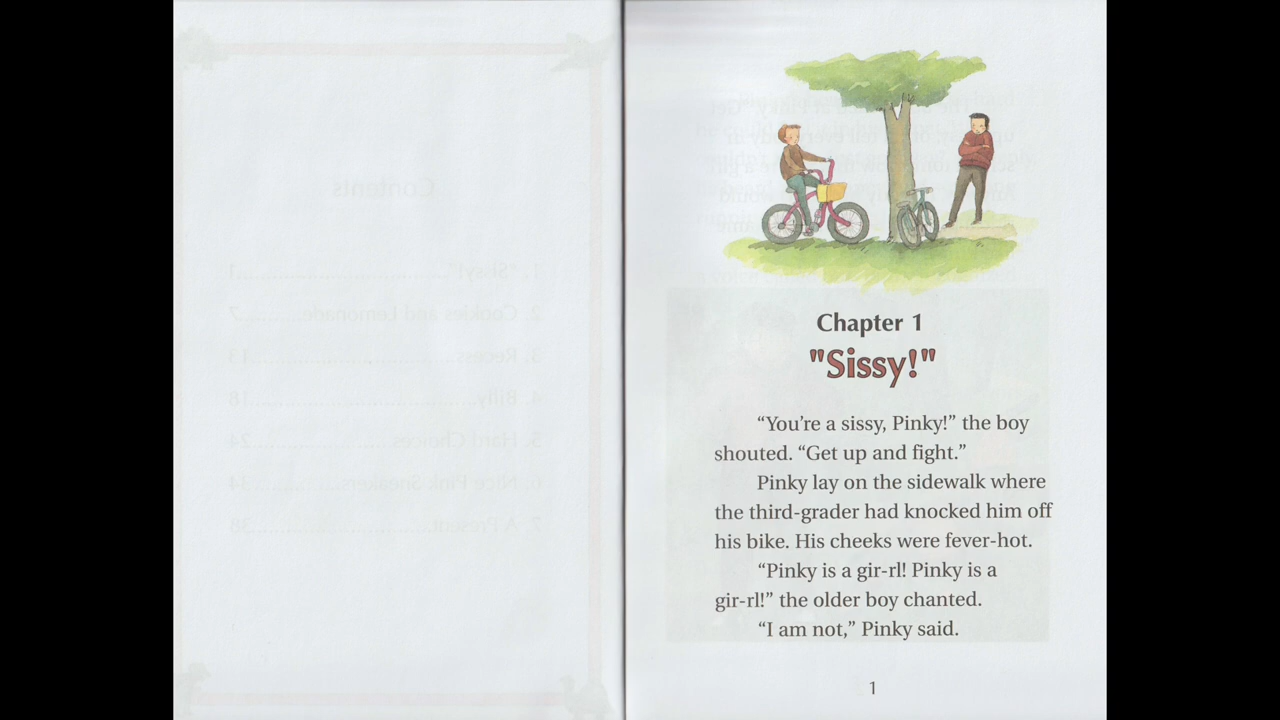 Chapter 1
"Sissy!"
“You’re a sissy, Pinky!” the boy
shouted. “Get up and fight.”
Pinky lay on the sidewalk where
the third-grader had knocked him off
his bike. His cheeks were fever-hot.
“Pinky is a gir-rl! Pinky is a
gir-rl!” the older boy chanted.
“I am not,” Pinky said.
1